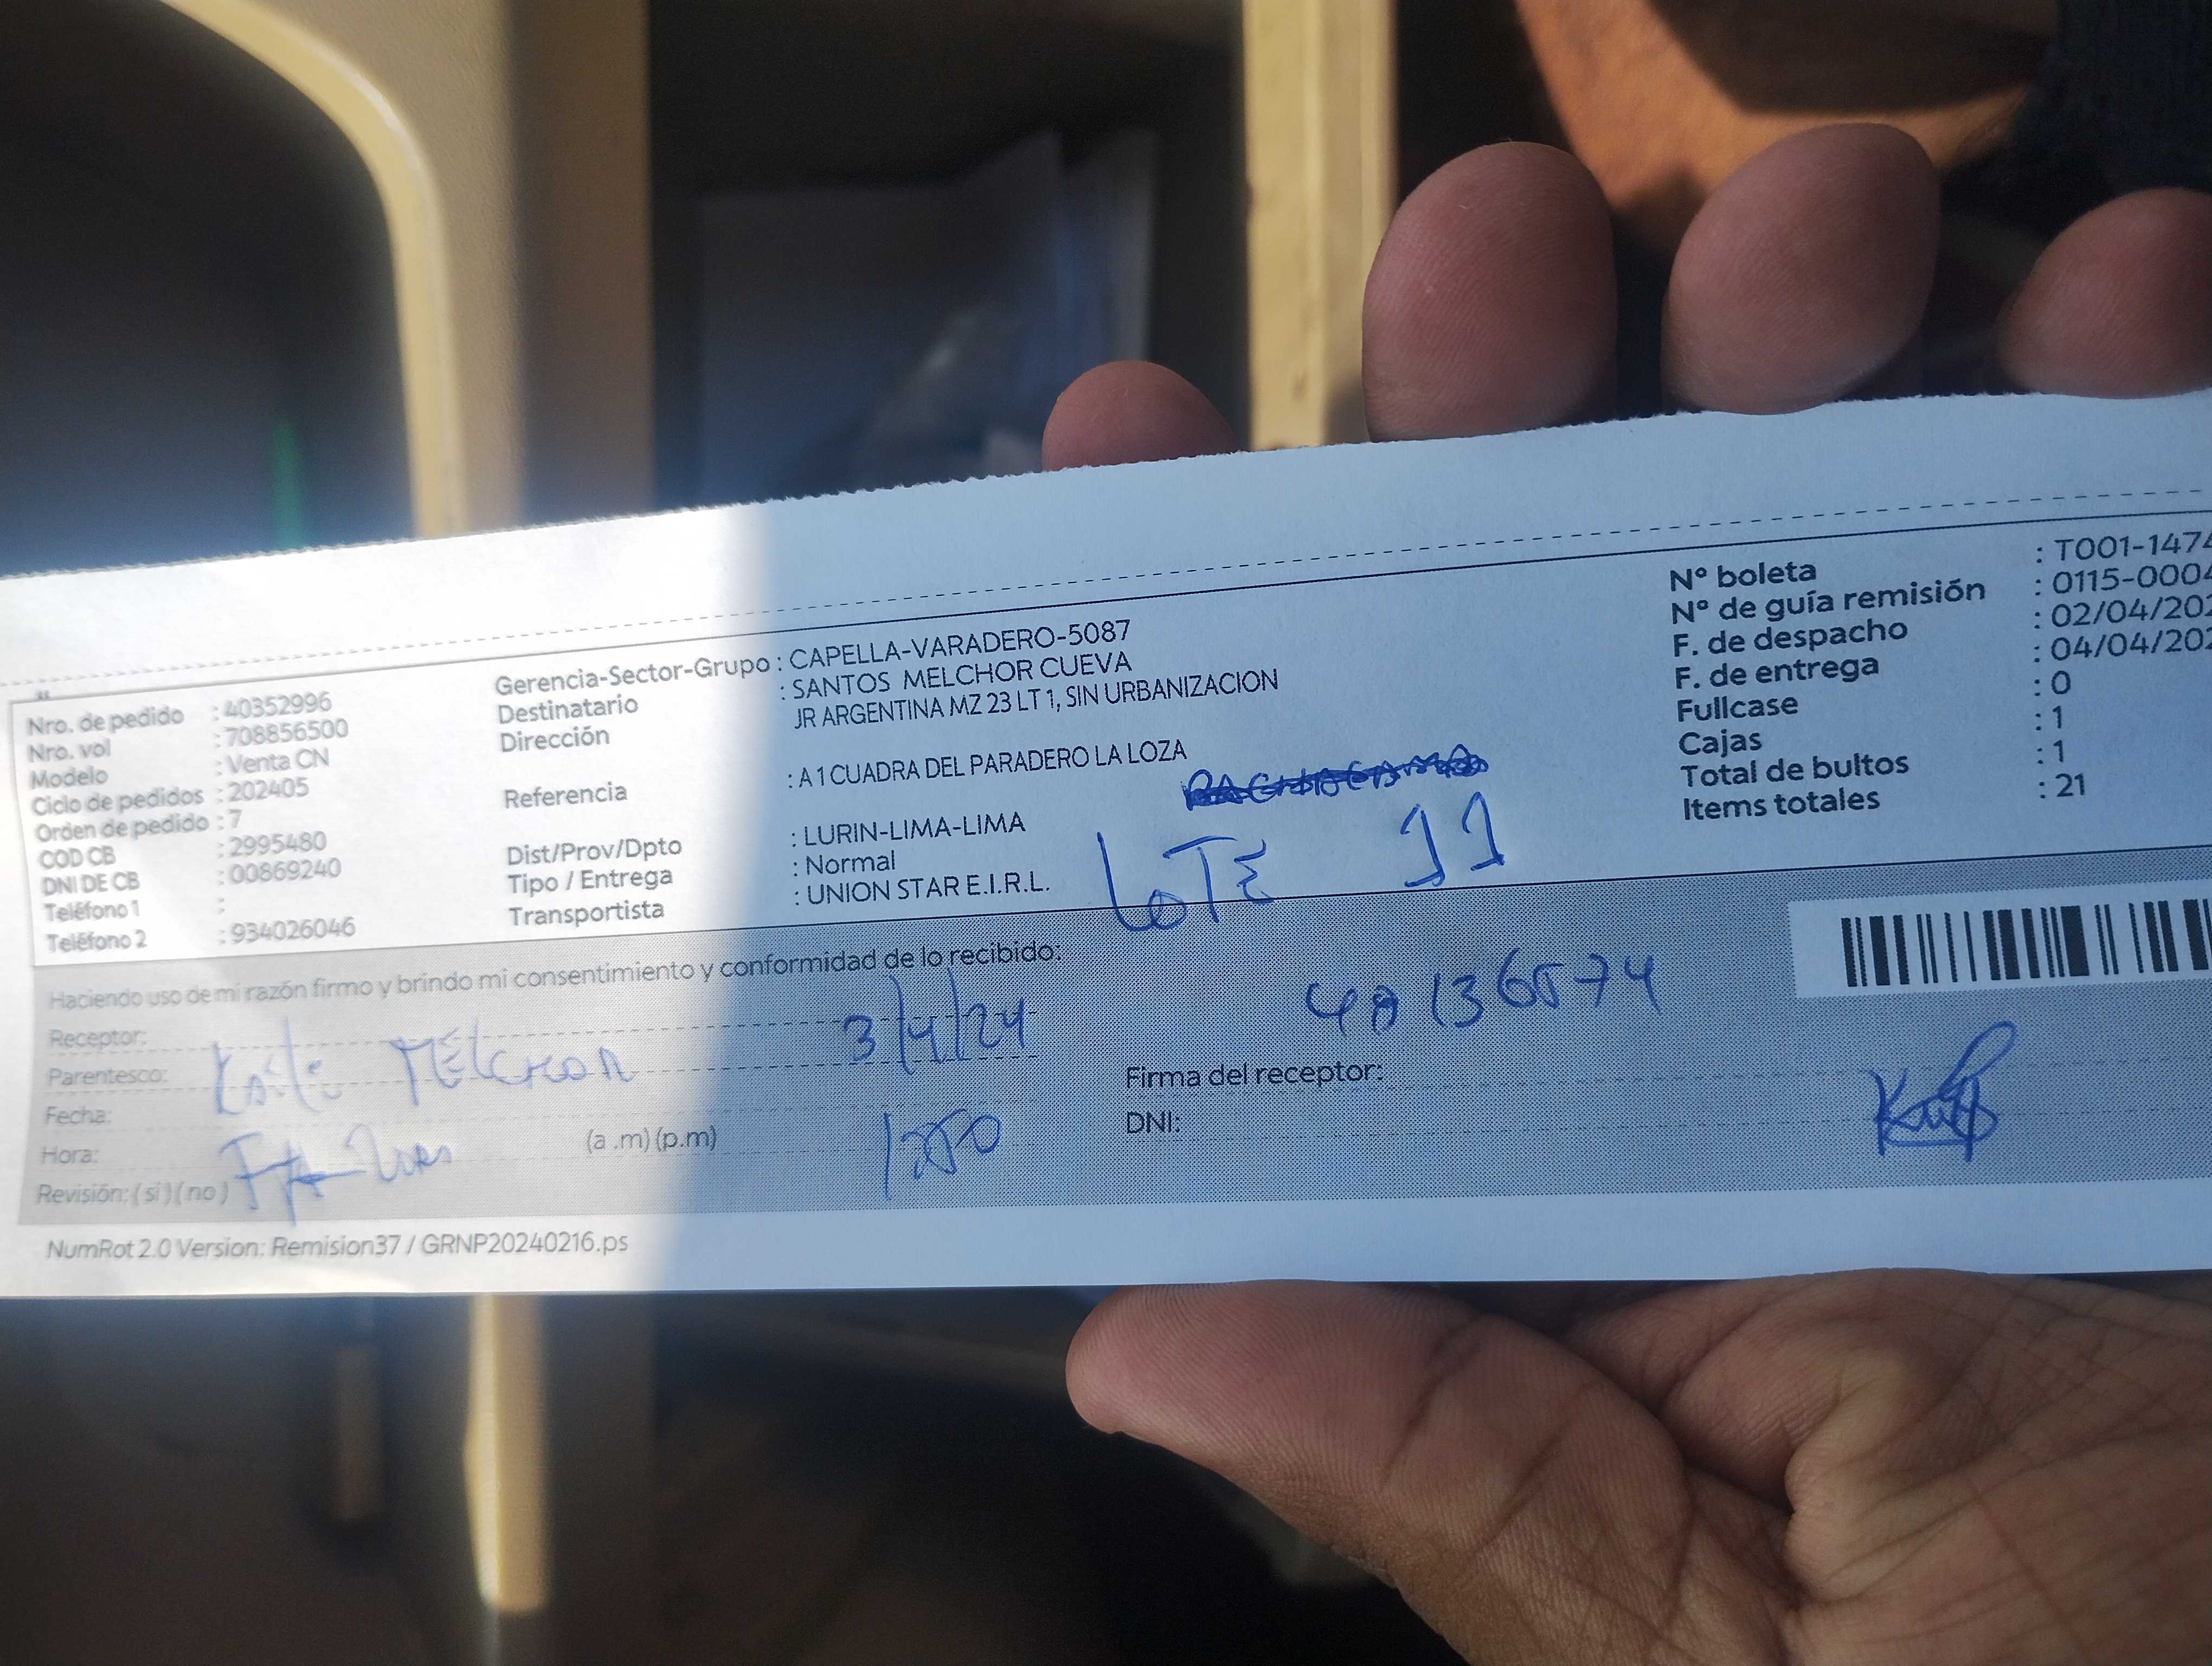 Nro. de pedido : 40352996
Nro. vol : 708856500
Modelo : Venta CN
Ciclo de pedidos : 202405
Orden de pedido : 7
COD CB : 2995480
DNI DE CB : 00869240
Teléfono 1 :
Teléfono 2 : 934026046
Gerencia-Sector-Grupo : CAPELLA-VARADERO-5087
Destinatario : SANTOS MELCHOR CUEVA
Dirección JR ARGENTINA MZ 23 LT 1, SIN URBANIZACION
Referencia : A 1 CUADRA DEL PARADERO LA LOZA
Dist/Prov/Dpto : LURIN-LIMA-LIMA
Tipo / Entrega : Normal
Transportista : UNION STAR E.I.R.L.
LOTE 11
Nº boleta : T001-1474
Nº de guía remisión : 0115-0004
F. de despacho : 02/04/202
F. de entrega : 04/04/202
Fullcase : 0
Cajas : 1
Total de bultos : 1
Items totales : 21
Haciendo uso de mi razón firmo y brindo mi consentimiento y conformidad de lo recibido:
Receptor:
Parentesco: Melchor 3/4/24
Fecha:
Hora: (a .m) (p.m) 1250
Revisión: ( si ) ( no )
Firma del receptor:
DNI:
NumRot 2.0 Version: Remision37 / GRNP20240216.ps